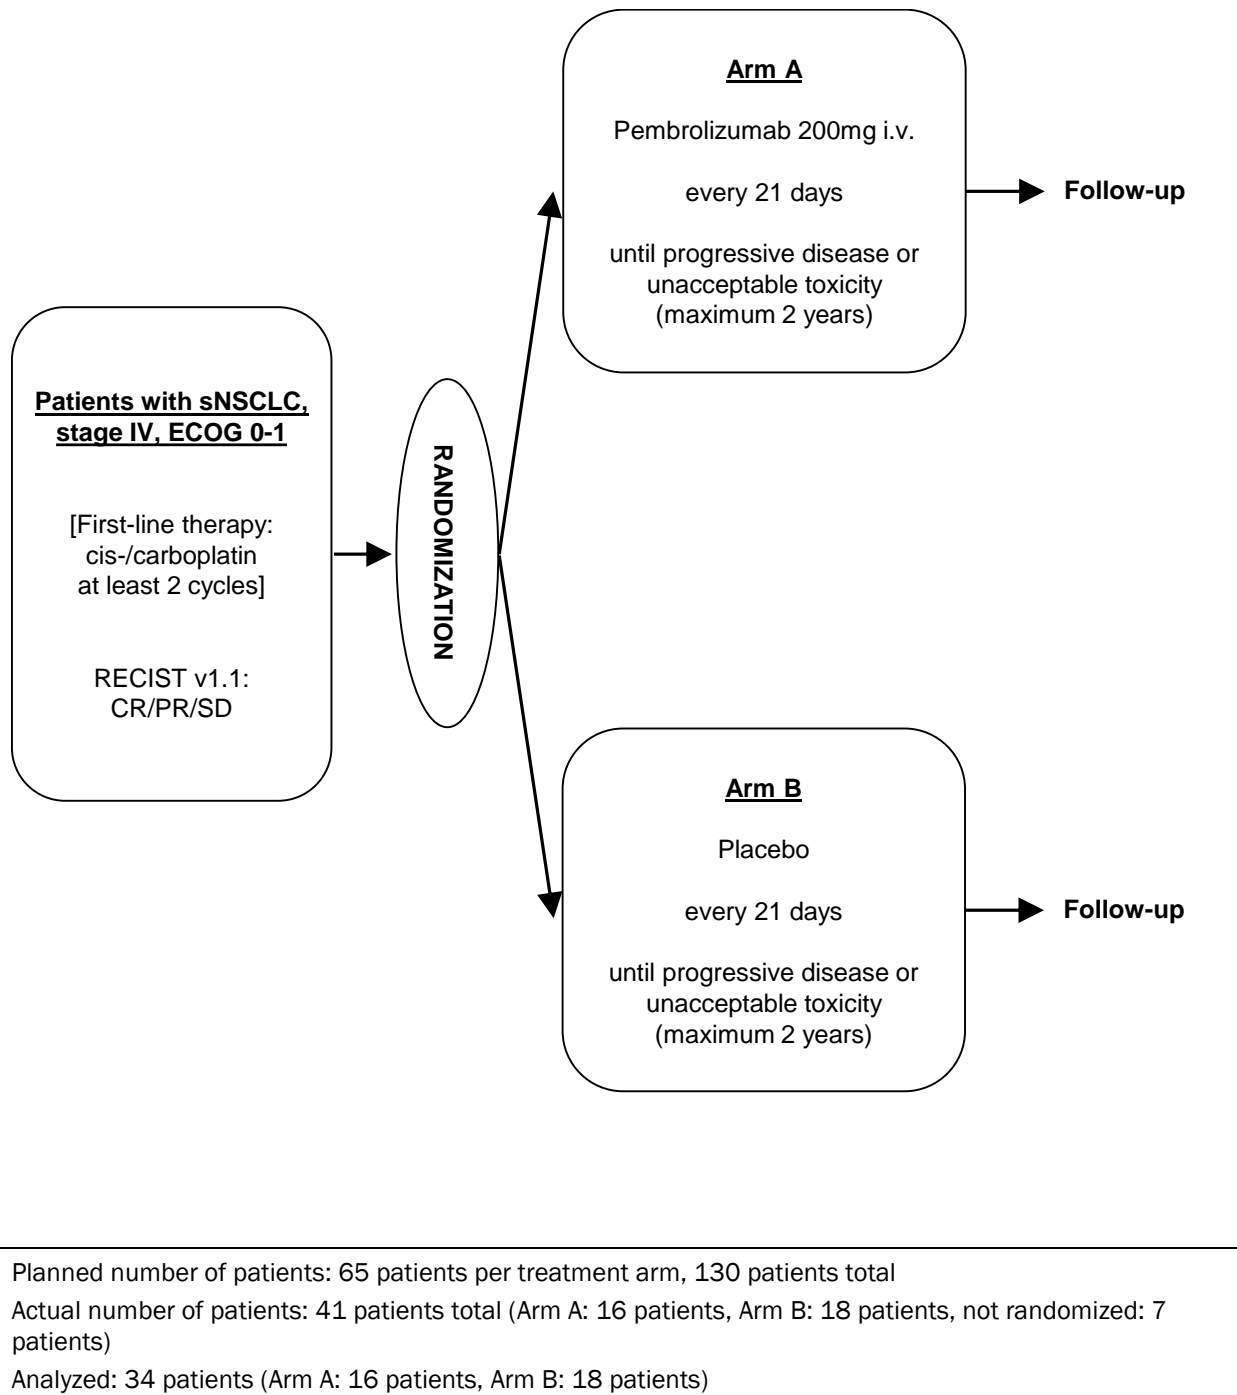 Patients with sNSCLC,
stage IV, ECOG 0-1
[First-line therapy:
cis-/carboplatin
at least 2 cycles]
RECIST v1.1:
CR/PR/SD
RANDOMIZATION
Arm A
Pembrolizumab 200mg i.v.
every 21 days
until progressive disease or
unacceptable toxicity
(maximum 2 years)
Follow-up
Arm B
Placebo
every 21 days
until progressive disease or
unacceptable toxicity
(maximum 2 years)
Follow-up
Planned number of patients: 65 patients per treatment arm, 130 patients total
Actual number of patients: 41 patients total (Arm A: 16 patients, Arm B: 18 patients, not randomized: 7
patients)
Analyzed: 34 patients (Arm A: 16 patients, Arm B: 18 patients)